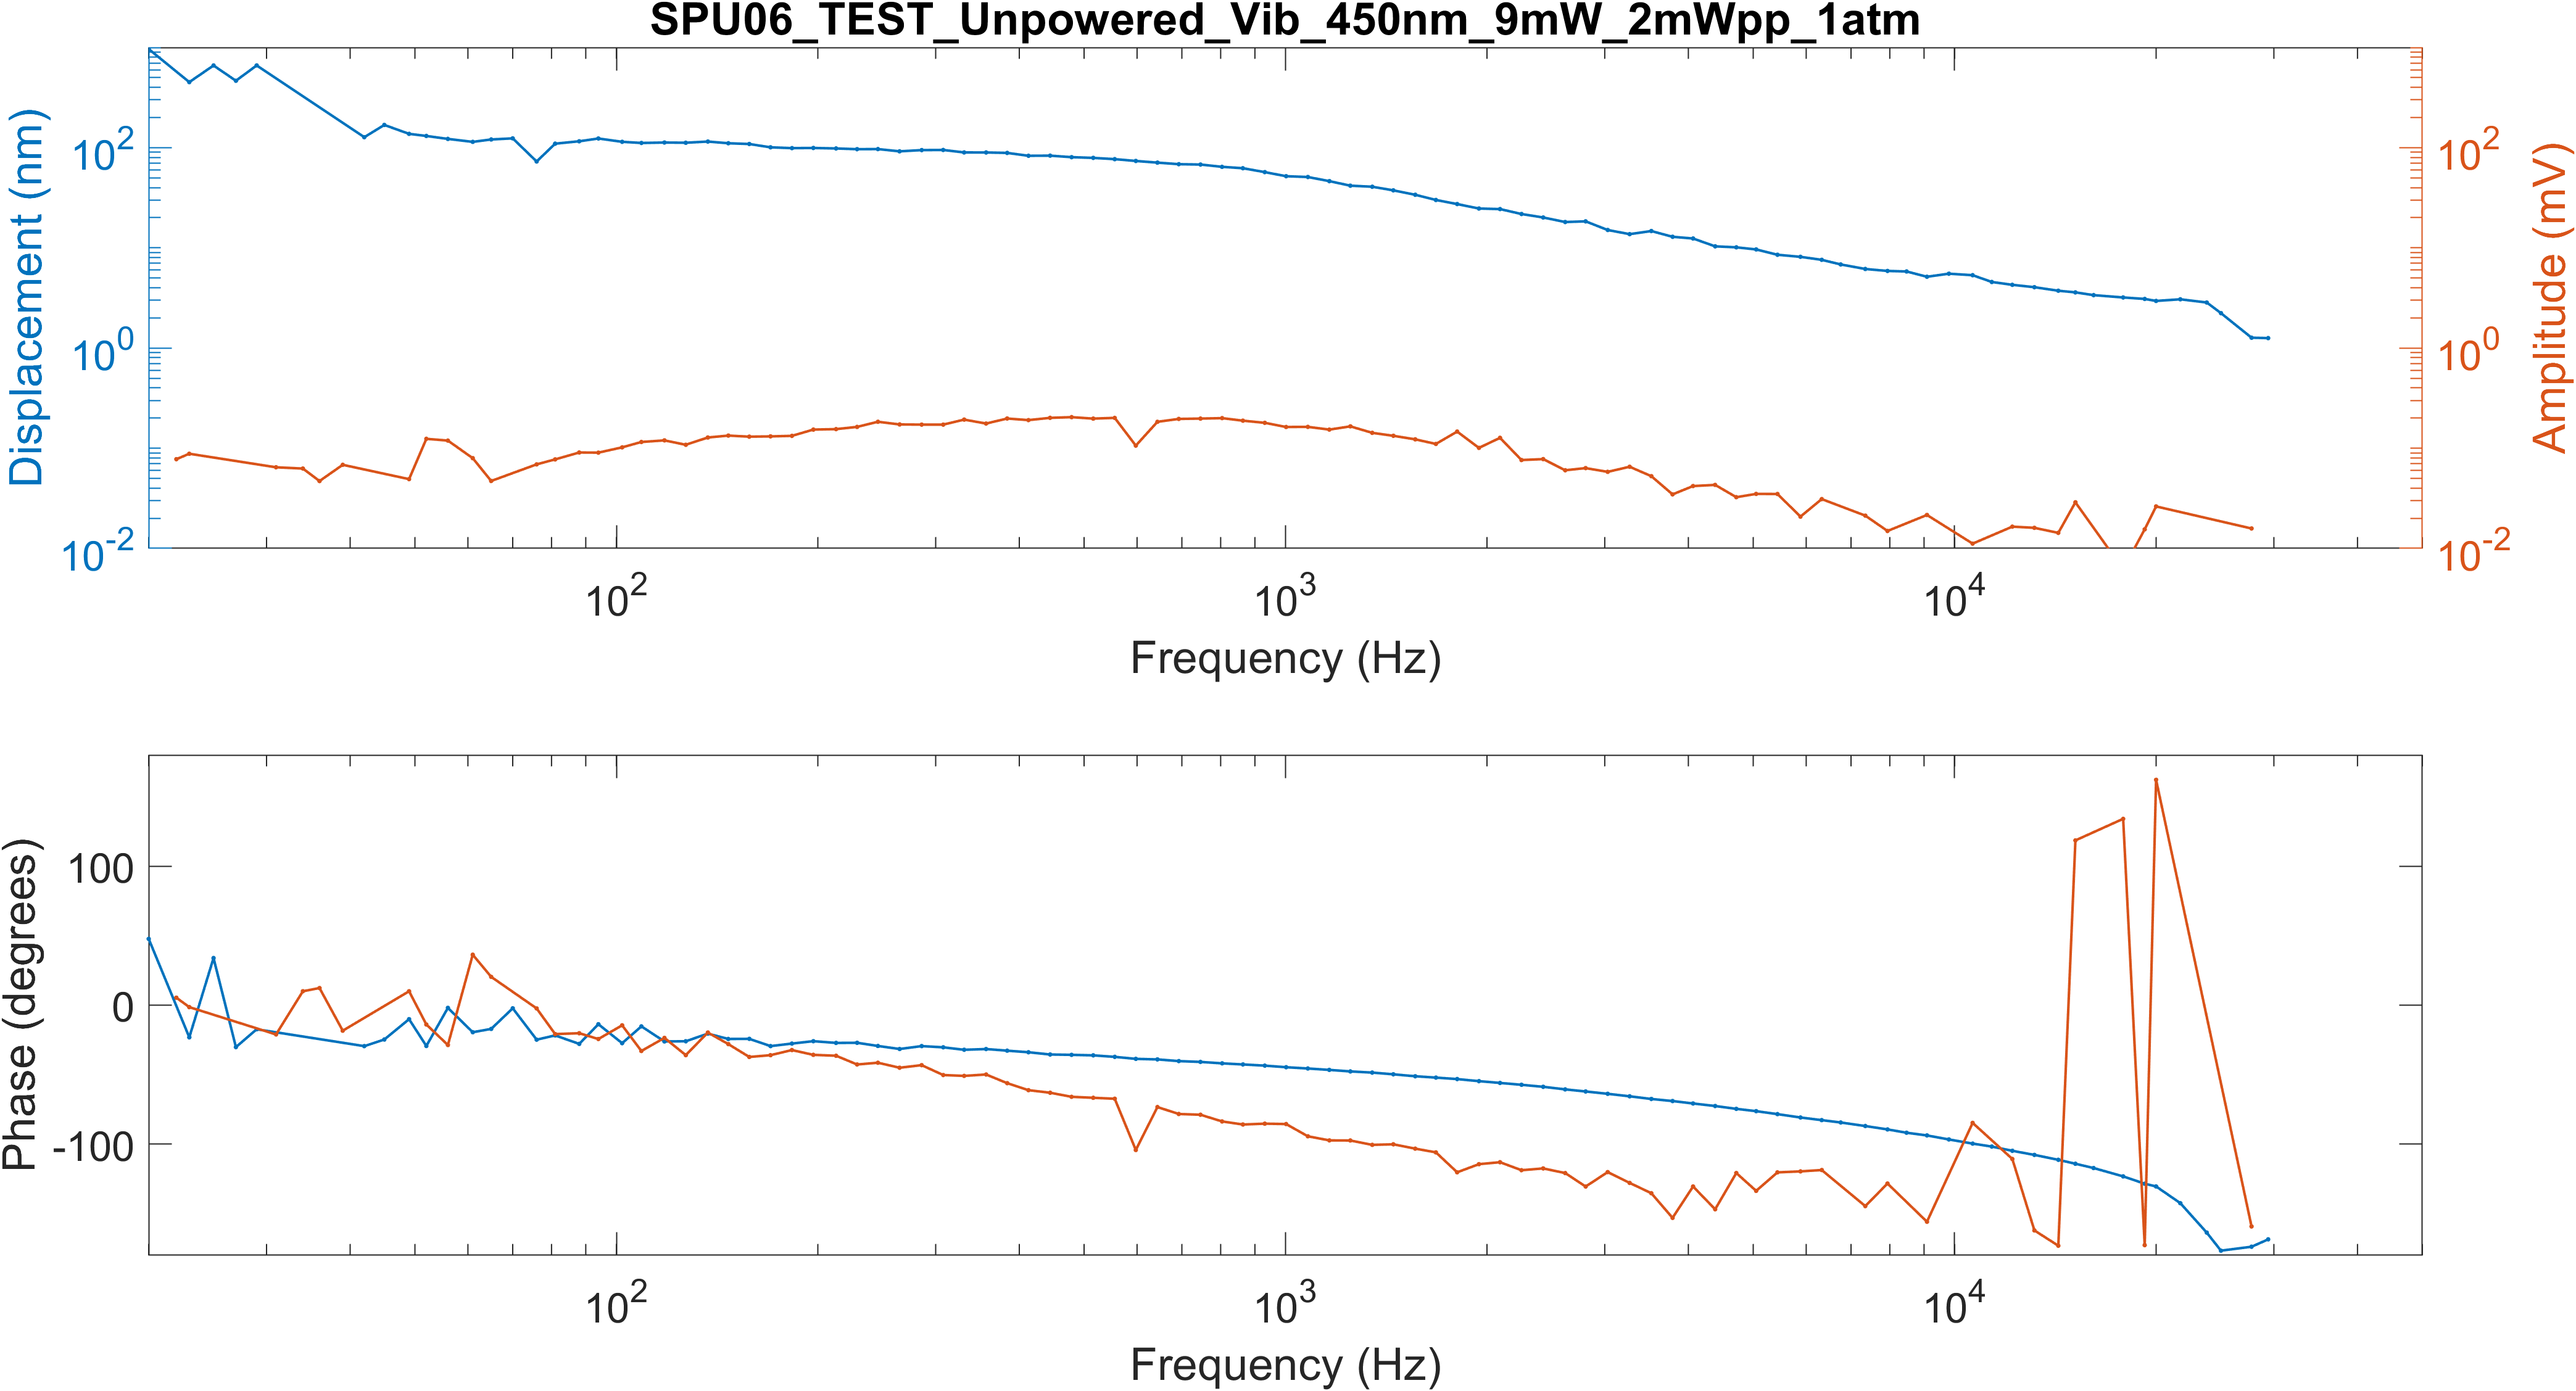 SPU06_TEST_Unpowered_Vib_450nm_9mW_2mWpp_1atm
Displacement (nm)
10^2
10^0
10^-2
Amplitude (mV)
10^2
10^0
10^-2
10^2 10^3 10^4
Frequency (Hz)
Phase (degrees)
100
0
-100
10^2 10^3 10^4
Frequency (Hz)